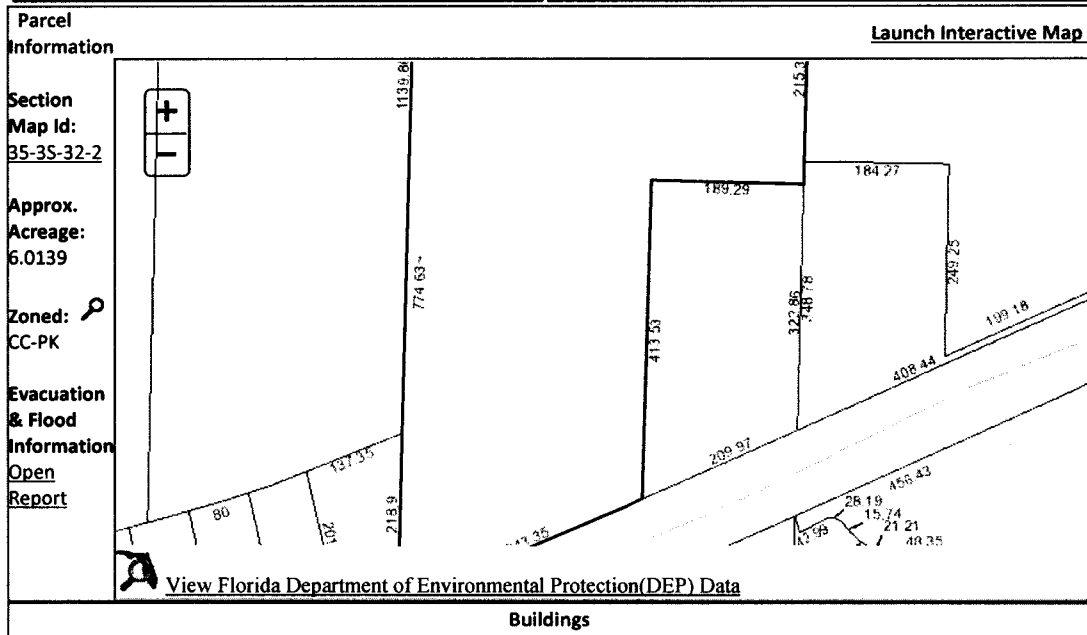 Parcel
Information
Launch Interactive Map
Section
Map Id:
35-3S-32-2
Approx.
Acreage:
6.0139
Zoned:
CC-PK
Evacuation
& Flood
Information
Open
Report
+
−
1139.8
215.3
189.29
184.27
249.25
774.63~
413.53
322.86
348.78
199.18
408.44
209.97
137.35
218.9
80
201
456.43
28.19
15.74
21.21
48.35
View Florida Department of Environmental Protection(DEP) Data
Buildings